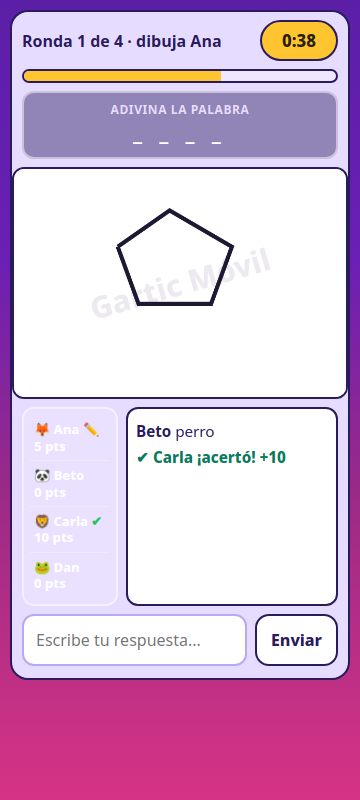 Ronda 1 de 4 · dibuja Ana
0:38
ADIVINA LA PALABRA
_ _ _ _
Gartic Móvil
🦊 Ana ✏️
5 pts
🐼 Beto
0 pts
🦁 Carla ✔
10 pts
🐸 Dan
0 pts
Beto perro
✔ Carla ¡acertó! +10
Escribe tu respuesta...
Enviar